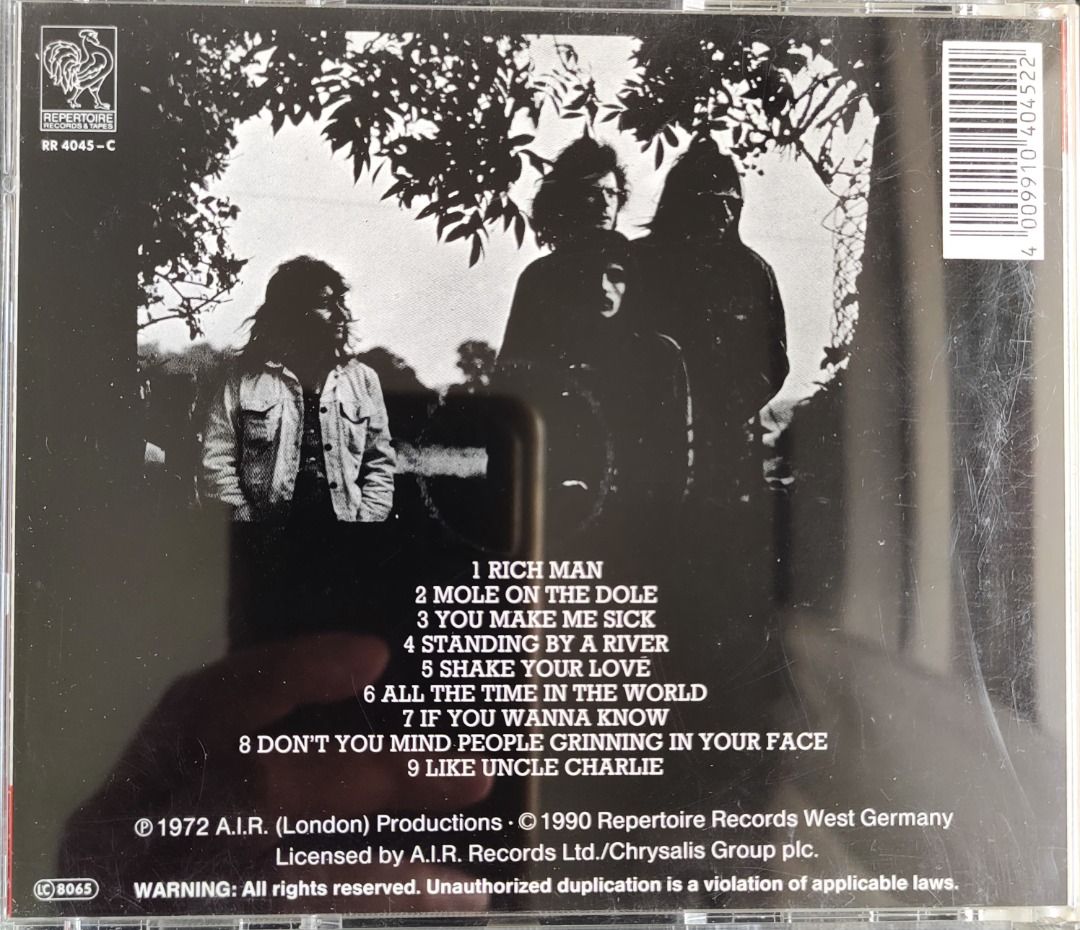 REPERTOIRE
RECORDS & TAPES
RR 4045-C
4 009910 404522
1 RICH MAN
2 MOLE ON THE DOLE
3 YOU MAKE ME SICK
4 STANDING BY A RIVER
5 SHAKE YOUR LOVE
6 ALL THE TIME IN THE WORLD
7 IF YOU WANNA KNOW
8 DON'T YOU MIND PEOPLE GRINNING IN YOUR FACE
9 LIKE UNCLE CHARLIE
℗ 1972 A.I.R. (London) Productions · © 1990 Repertoire Records West Germany
Licensed by A.I.R. Records Ltd./Chrysalis Group plc.
LC 8065
WARNING: All rights reserved. Unauthorized duplication is a violation of applicable laws.